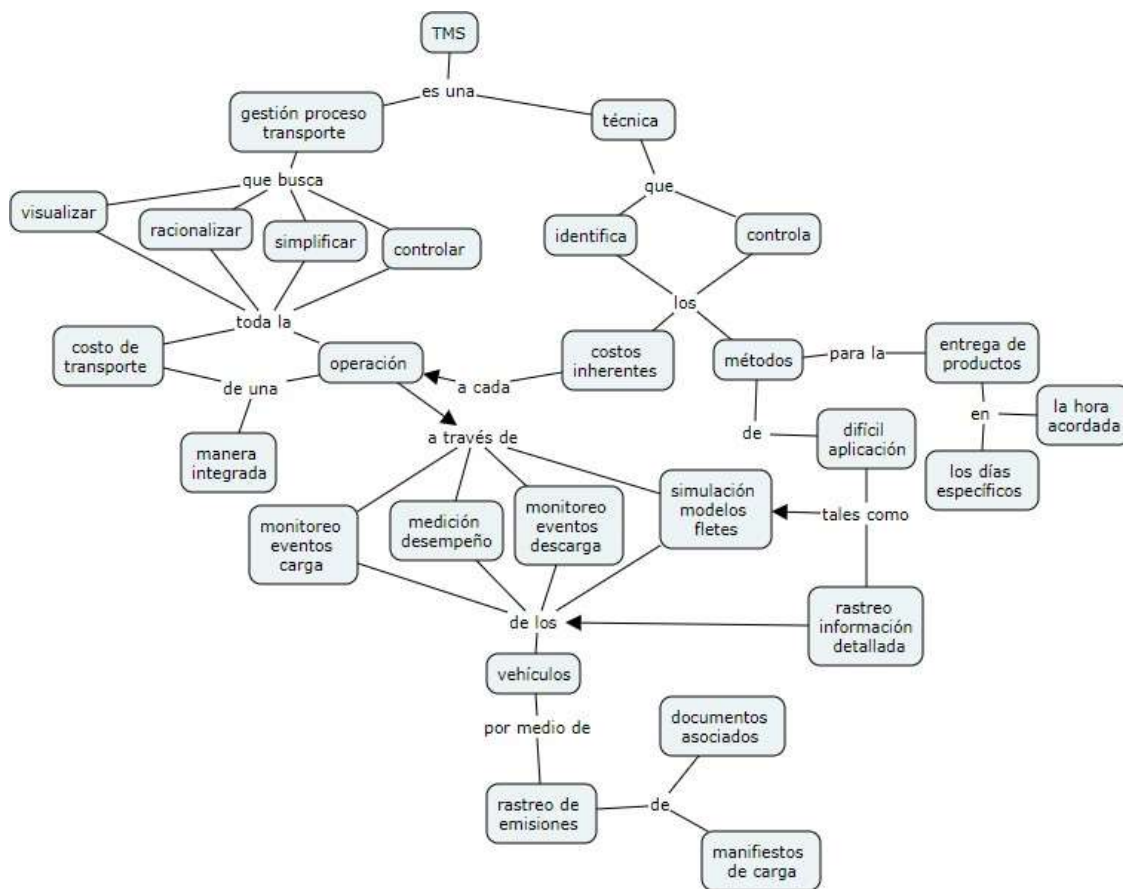 TMS
es una
gestión proceso
transporte
técnica
que busca
que
visualizar
racionalizar
simplificar
controlar
identifica
controla
toda la
los
costo de
transporte
operación
costos
inherentes
métodos
para la
entrega de
productos
de una
a cada
en
la hora
acordada
manera
integrada
a través de
de
difícil
aplicación
los días
específicos
monitoreo
eventos
carga
medición
desempeño
monitoreo
eventos
descarga
simulación
modelos
fletes
tales como
de los
rastreo
información
detallada
vehículos
por medio de
documentos
asociados
rastreo de
emisiones
de
manifiestos
de carga